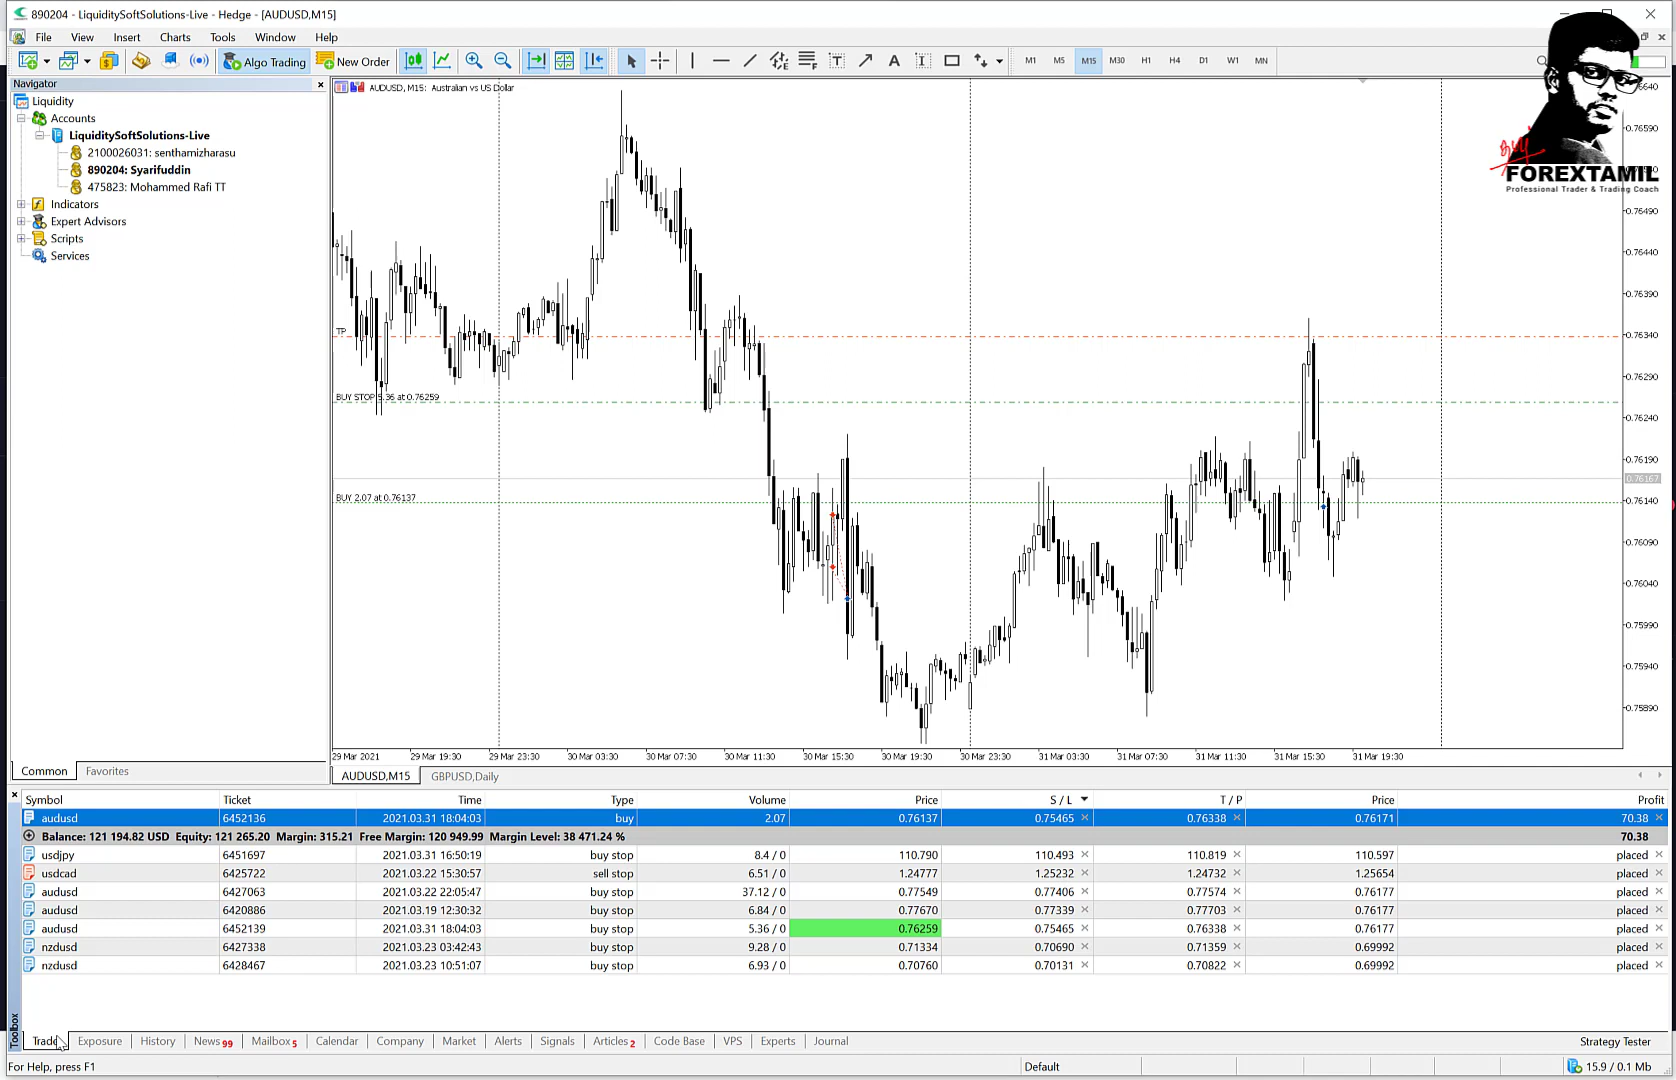 890204 - LiquiditySoftSolutions-Live - Hedge - [AUDUSD,M15]
File View Insert Charts Tools Window Help
Algo Trading New Order M1 M5 M15 M30 H1 H4 D1 W1 MN
Navigator
Liquidity
Accounts
LiquiditySoftSolutions-Live
2100026031: senthamizharasu
890204: Syarifuddin
475823: Mohammed Rafi TT
Indicators
Expert Advisors
Scripts
Services
Common Favorites
AUDUSD, M15: Australian vs US Dollar
TP
BUY STOP 5.36 at 0.76259
BUY 2.07 at 0.76137
0.76590
0.76490
0.76440
0.76390
0.76340
0.76290
0.76240
0.76190
0.76167
0.76140
0.76090
0.76040
0.75990
0.75940
0.75890
FOREXTAMIL
Professional Trader & Trading Coach
29 Mar 2021 29 Mar 19:30 29 Mar 23:30 30 Mar 03:30 30 Mar 07:30 30 Mar 11:30 30 Mar 15:30 30 Mar 19:30 30 Mar 23:30 31 Mar 03:30 31 Mar 07:30 31 Mar 11:30 31 Mar 15:30 31 Mar 19:30
AUDUSD,M15 GBPUSD,Daily
Symbol Ticket Time Type Volume Price S / L T / P Price Profit
audusd 6452136 2021.03.31 18:04:03 buy 2.07 0.76137 0.75465 0.76338 0.76171 70.38
Balance: 121 194.82 USD Equity: 121 265.20 Margin: 315.21 Free Margin: 120 949.99 Margin Level: 38 471.24 % 70.38
usdjpy 6451697 2021.03.31 16:50:19 buy stop 8.4 / 0 110.790 110.493 110.819 110.597 placed
usdcad 6425722 2021.03.22 15:30:57 sell stop 6.51 / 0 1.24777 1.25232 1.24732 1.25654 placed
audusd 6427063 2021.03.22 22:05:47 buy stop 37.12 / 0 0.77549 0.77406 0.77574 0.76177 placed
audusd 6420886 2021.03.19 12:30:32 buy stop 6.84 / 0 0.77670 0.77339 0.77703 0.76177 placed
audusd 6452139 2021.03.31 18:04:03 buy stop 5.36 / 0 0.76259 0.75465 0.76338 0.76177 placed
nzdusd 6427338 2021.03.23 03:42:43 buy stop 9.28 / 0 0.71334 0.70690 0.71359 0.69992 placed
nzdusd 6428467 2021.03.23 10:51:07 buy stop 6.93 / 0 0.70760 0.70131 0.70822 0.69992 placed
Toolbox
Trade Exposure History News 99 Mailbox 5 Calendar Company Market Alerts Signals Articles 2 Code Base VPS Experts Journal Strategy Tester
For Help, press F1 Default 15.9 / 0.1 Mb